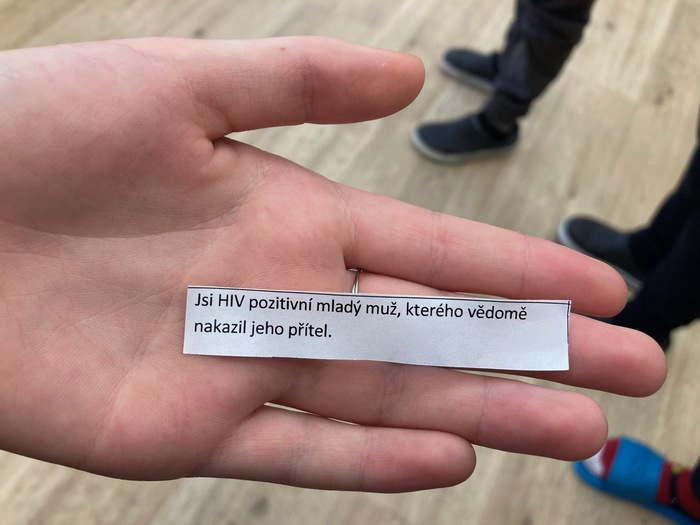 Jsi HIV pozitivní mladý muž, kterého vědomě
nakazil jeho přítel.